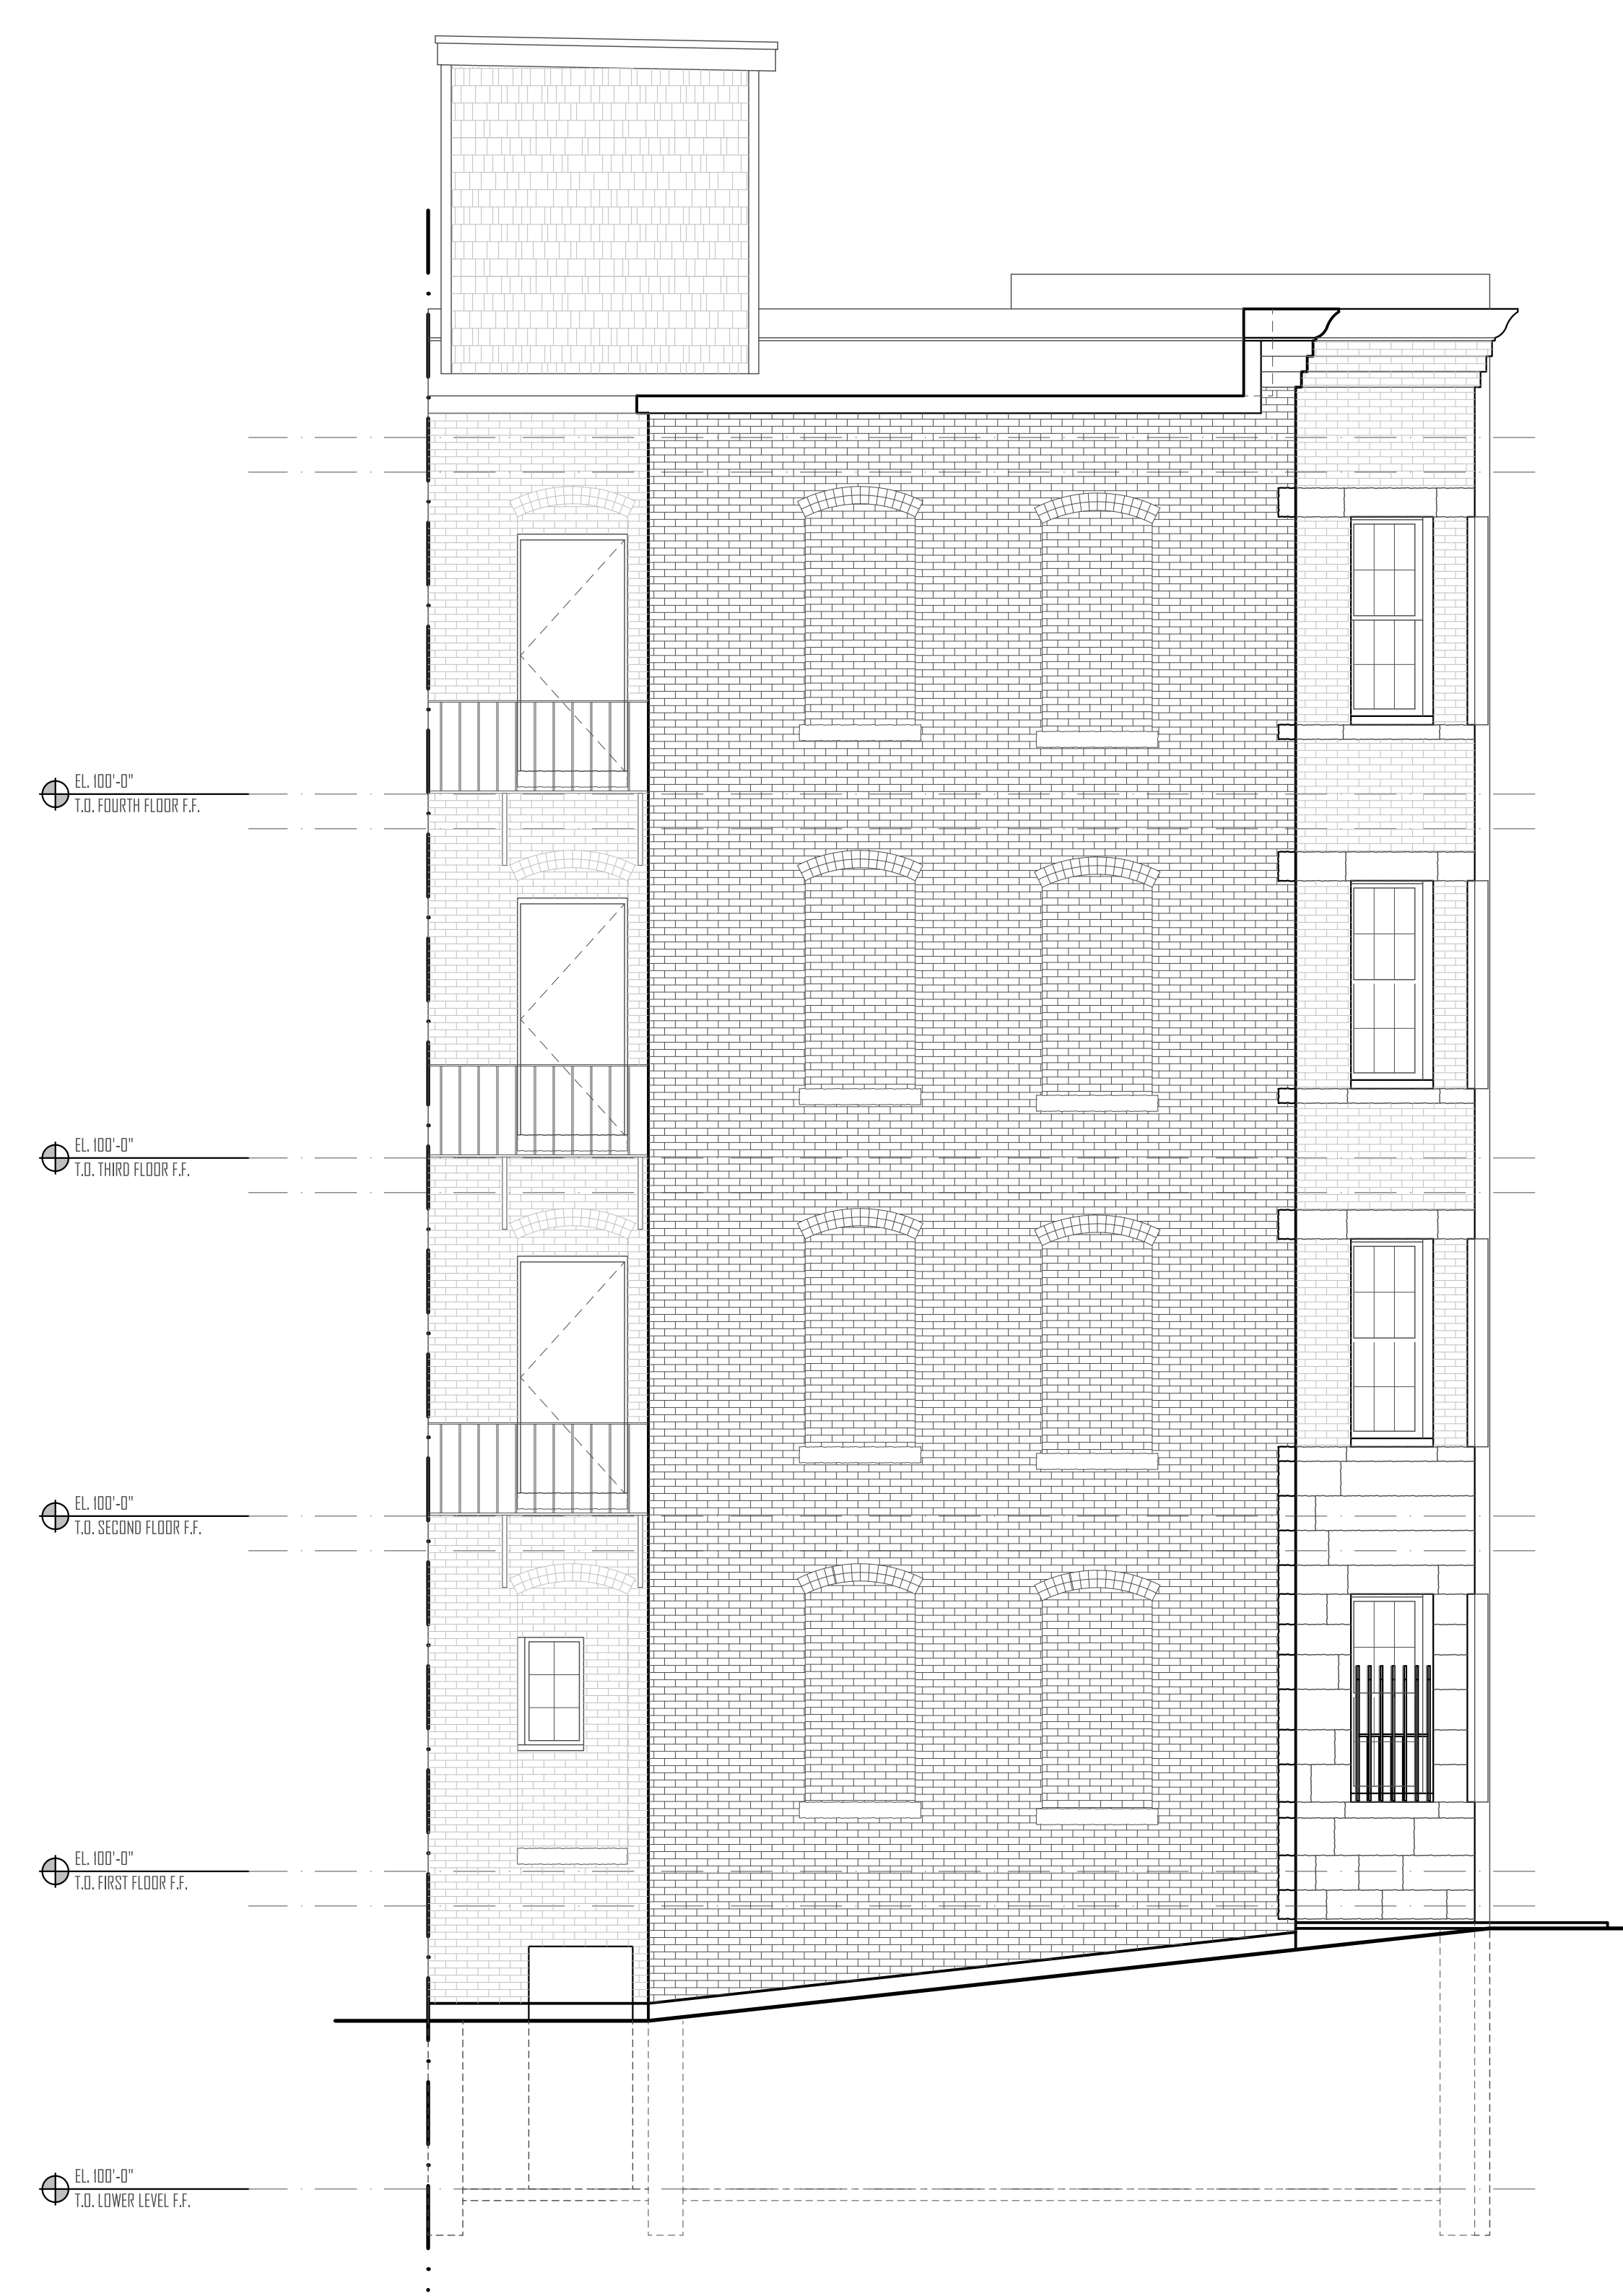 EL. 100'-0"
T.O. FOURTH FLOOR F.F.
EL. 100'-0"
T.O. THIRD FLOOR F.F.
EL. 100'-0"
T.O. SECOND FLOOR F.F.
EL. 100'-0"
T.O. FIRST FLOOR F.F.
EL. 100'-0"
T.O. LOWER LEVEL F.F.